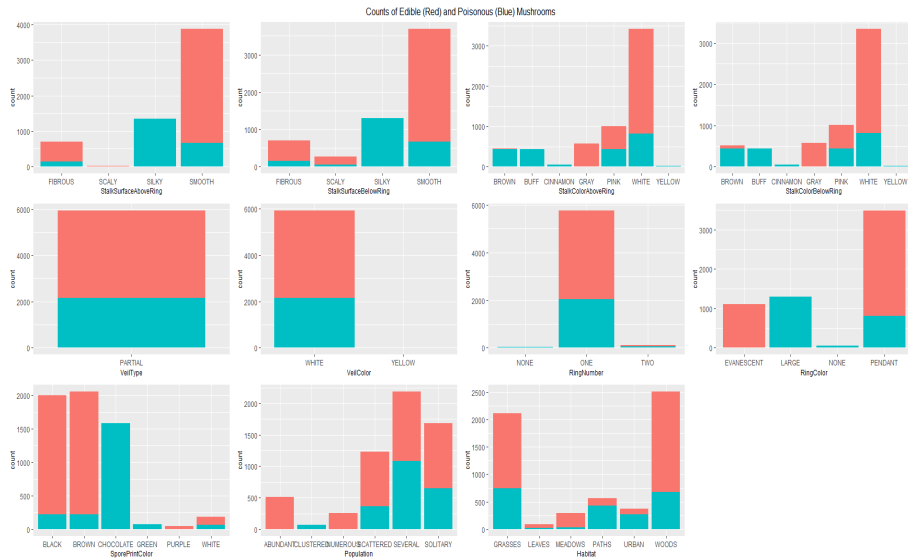 Counts of Edible (Red) and Poisonous (Blue) Mushrooms
count
4000
3000
2000
1000
0
FIBROUS SCALY SILKY SMOOTH
StalkSurfaceAboveRing
count
3000
2000
1000
0
FIBROUS SCALY SILKY SMOOTH
StalkSurfaceBelowRing
count
3000
2000
1000
0
BROWN BUFF CINNAMON GRAY PINK WHITE YELLOW
StalkColorAboveRing
count
3000
2000
1000
0
BROWN BUFF CINNAMON GRAY PINK WHITE YELLOW
StalkColorBelowRing
count
6000
4000
2000
0
PARTIAL
VeilType
count
6000
4000
2000
0
WHITE YELLOW
VeilColor
count
6000
4000
2000
0
NONE ONE TWO
RingNumber
count
3000
2000
1000
0
EVANESCENT LARGE NONE PENDANT
RingColor
count
2000
1500
1000
500
0
BLACK BROWN CHOCOLATE GREEN PURPLE WHITE
SporePrintColor
count
2000
1500
1000
500
0
ABUNDANT CLUSTERED NUMEROUS SCATTERED SEVERAL SOLITARY
Population
count
2500
2000
1500
1000
500
0
GRASSES LEAVES MEADOWS PATHS URBAN WOODS
Habitat